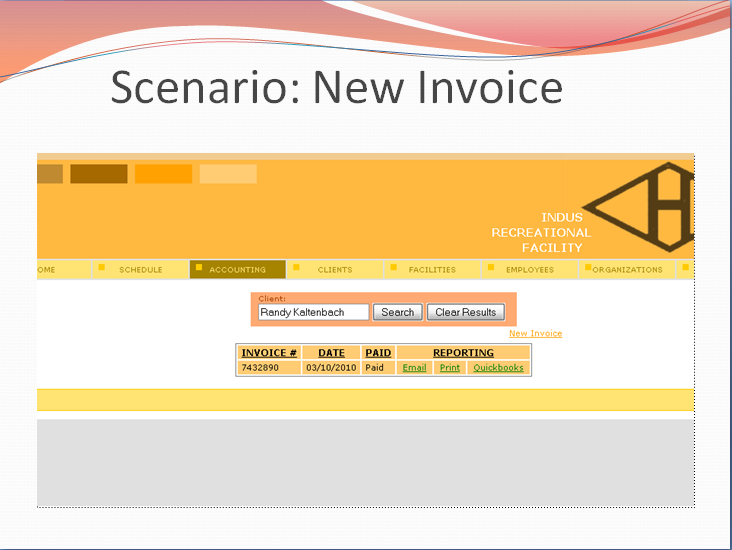 Scenario: New Invoice
INDUS
RECREATIONAL
FACILITY
OME SCHEDULE ACCOUNTING CLIENTS FACILITIES EMPLOYEES ORGANIZATIONS
Client:
Randy Kaltenbach Search Clear Results
New Invoice
INVOICE # DATE PAID REPORTING
7432890 03/10/2010 Paid Email Print Quickbooks